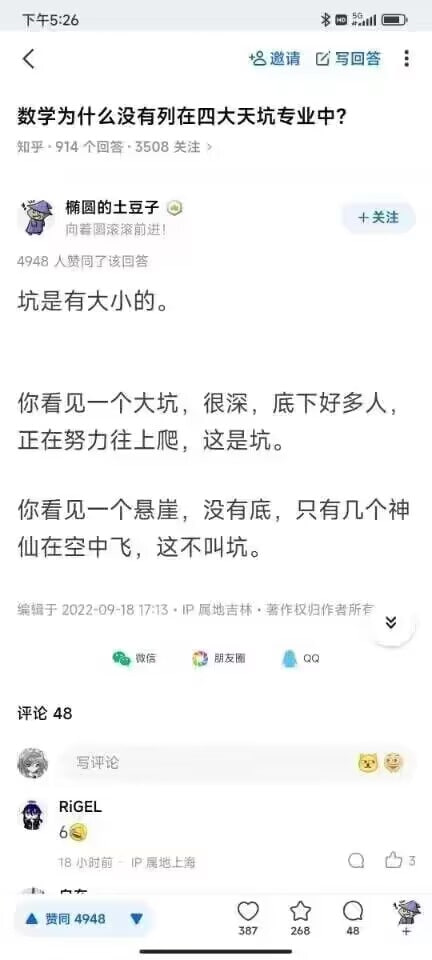 下午5:26
HD 5G
邀请 写回答
数学为什么没有列在四大天坑专业中?
知乎 · 914 个回答 · 3508 关注 >
椭圆的土豆子
向着圆滚滚前进!
+关注
4948 人赞同了该回答
坑是有大小的。
你看见一个大坑，很深，底下好多人，
正在努力往上爬，这是坑。
你看见一个悬崖，没有底，只有几个神
仙在空中飞，这不叫坑。
编辑于 2022-09-18 17:13 · IP 属地吉林 · 著作权归作者所有
微信 朋友圈 QQ
评论 48
写评论
RiGEL
6
18 小时前 · IP 属地上海
3
赞同 4948
387 268 48